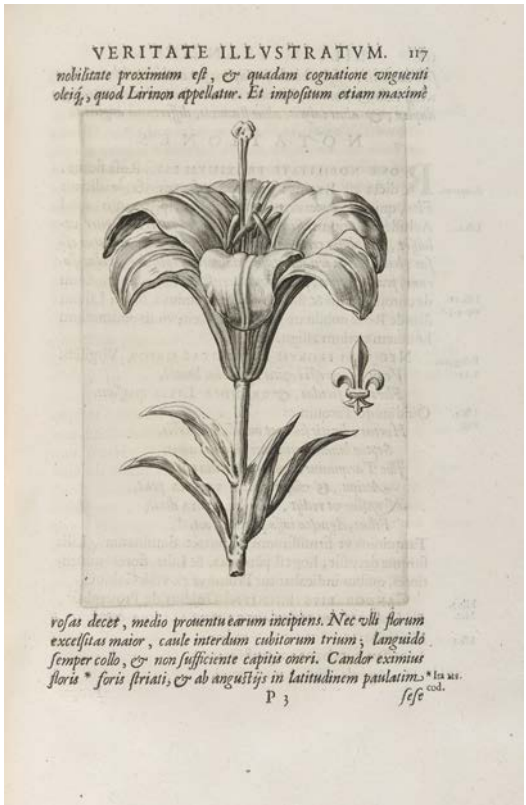 VERITATE ILLVSTRATVM. 117
nobilitate proximum est, & quadam cognatione vnguenti
oleiq́, quod Lirinon appellatur. Et impositum etiam maximè
rosas decet, medio prouentu earum incipiens. Nec vlli florum
excelsitas maior, caule interdum cubitorum trium; languido
semper collo, & non sufficiente capitis oneri. Candor eximius
floris * foris striati, & ab angustijs in latitudinem paulatim
* Ita ms.
cod.
P 3 sese